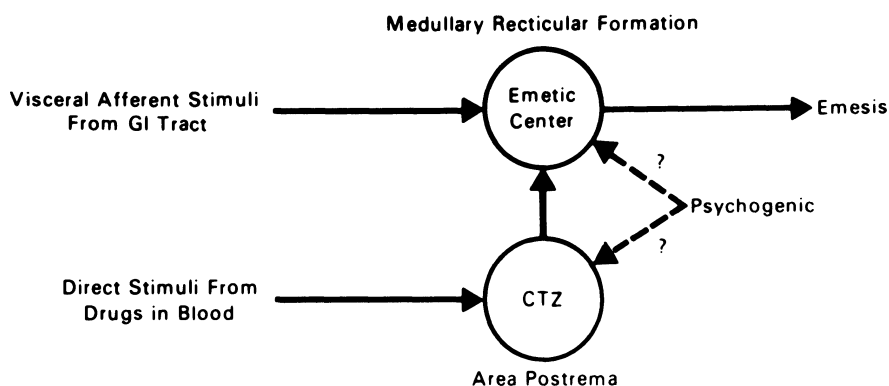 Medullary Recticular Formation
Visceral Afferent Stimuli
From GI Tract
Emetic
Center
Emesis
?
Psychogenic
?
Direct Stimuli From
Drugs in Blood
CTZ
Area Postrema